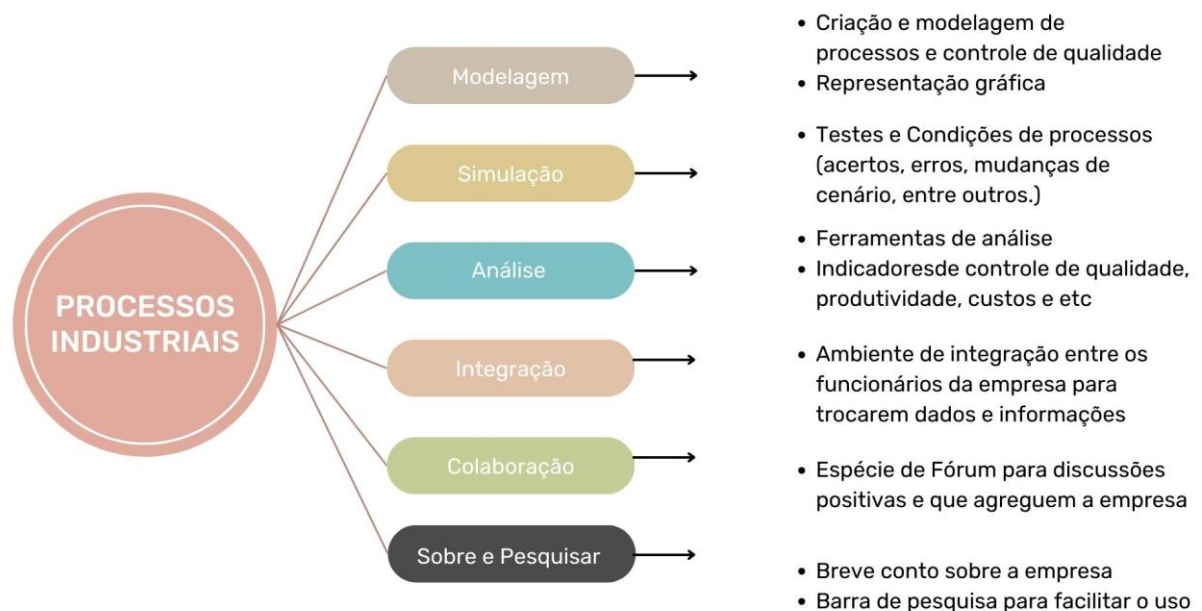 PROCESSOS
INDUSTRIAIS
Modelagem
• Criação e modelagem de
processos e controle de qualidade
• Representação gráfica
Simulação
• Testes e Condições de processos
(acertos, erros, mudanças de
cenário, entre outros.)
Análise
• Ferramentas de análise
• Indicadoresde controle de qualidade,
produtividade, custos e etc
Integração
• Ambiente de integração entre os
funcionários da empresa para
trocarem dados e informações
Colaboração
• Espécie de Fórum para discussões
positivas e que agreguem a empresa
Sobre e Pesquisar
• Breve conto sobre a empresa
• Barra de pesquisa para facilitar o uso